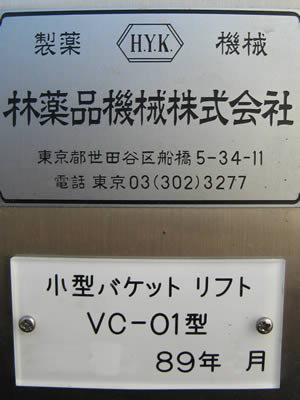 製薬 H.Y.K. 機械
林薬品機械株式会社
東京都世田谷区船橋5-34-11
電話 東京03(302)3277
小型バケット リフト
VC-01型
89年 月